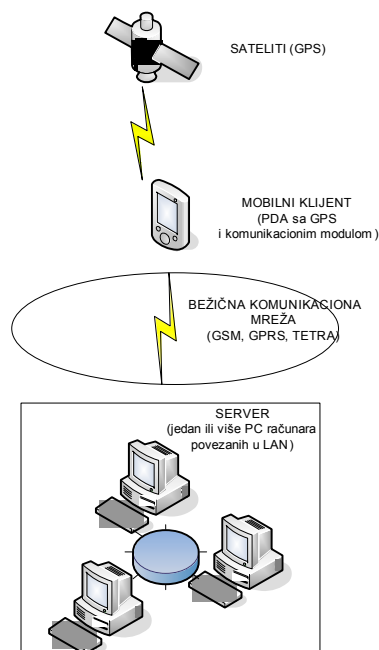 SATELITI (GPS)
MOBILNI KLIJENT
(PDA sa GPS
i komunikacionim modulom)
BEŽIČNA KOMUNIKACIONA
MREŽA
(GSM, GPRS, TETRA)
SERVER
(jedan ili više PC računara
povezanih u LAN)